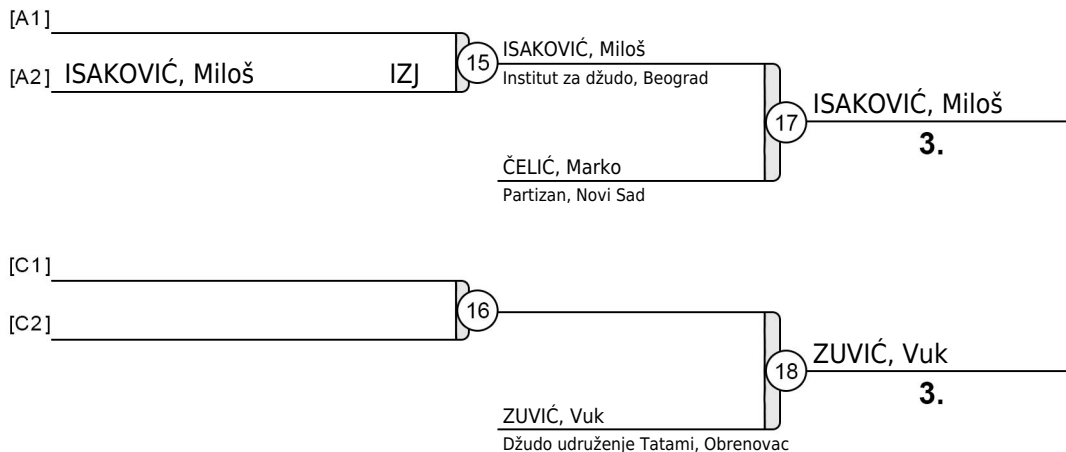 [A1]
[A2] ISAKOVIĆ, Miloš IZJ
15
ISAKOVIĆ, Miloš
Institut za džudo, Beograd
17
ISAKOVIĆ, Miloš
3.
ČELIĆ, Marko
Partizan, Novi Sad
[C1]
[C2]
16
18
ZUVIĆ, Vuk
3.
ZUVIĆ, Vuk
Džudo udruženje Tatami, Obrenovac